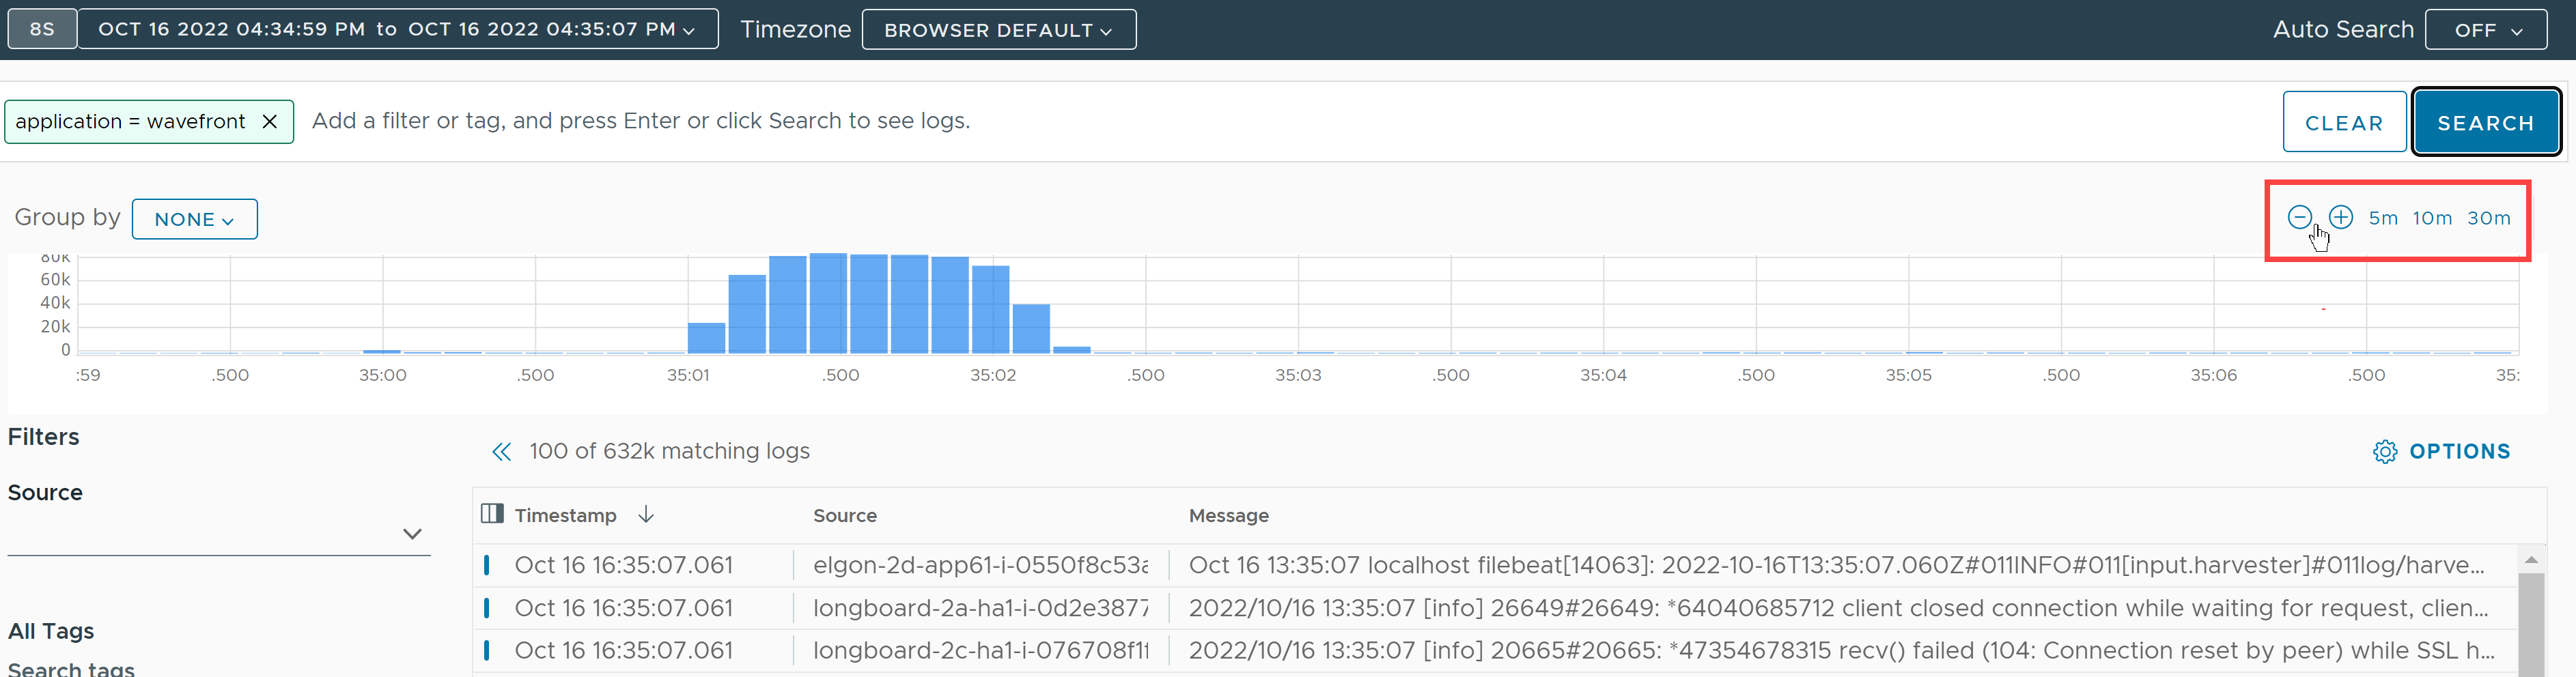 8S OCT 16 2022 04:34:59 PM to OCT 16 2022 04:35:07 PM Timezone BROWSER DEFAULT Auto Search OFF
application = wavefront Add a filter or tag, and press Enter or click Search to see logs. CLEAR SEARCH
Group by NONE 5m 10m 30m
80k
60k
40k
20k
0
:59 .500 35:00 .500 35:01 .500 35:02 .500 35:03 .500 35:04 .500 35:05 .500 35:06 .500 35:
Filters
100 of 632k matching logs OPTIONS
Source
Timestamp Source Message
Oct 16 16:35:07.061 elgon-2d-app61-i-0550f8c53a Oct 16 13:35:07 localhost filebeat[14063]: 2022-10-16T13:35:07.060Z#011INFO#011[input.harvester]#011log/harve...
Oct 16 16:35:07.061 longboard-2a-ha1-i-0d2e3877 2022/10/16 13:35:07 [info] 26649#26649: *64040685712 client closed connection while waiting for request, clien...
All Tags
Oct 16 16:35:07.061 longboard-2c-ha1-i-076708f1 2022/10/16 13:35:07 [info] 20665#20665: *47354678315 recv() failed (104: Connection reset by peer) while SSL h...
Search tags